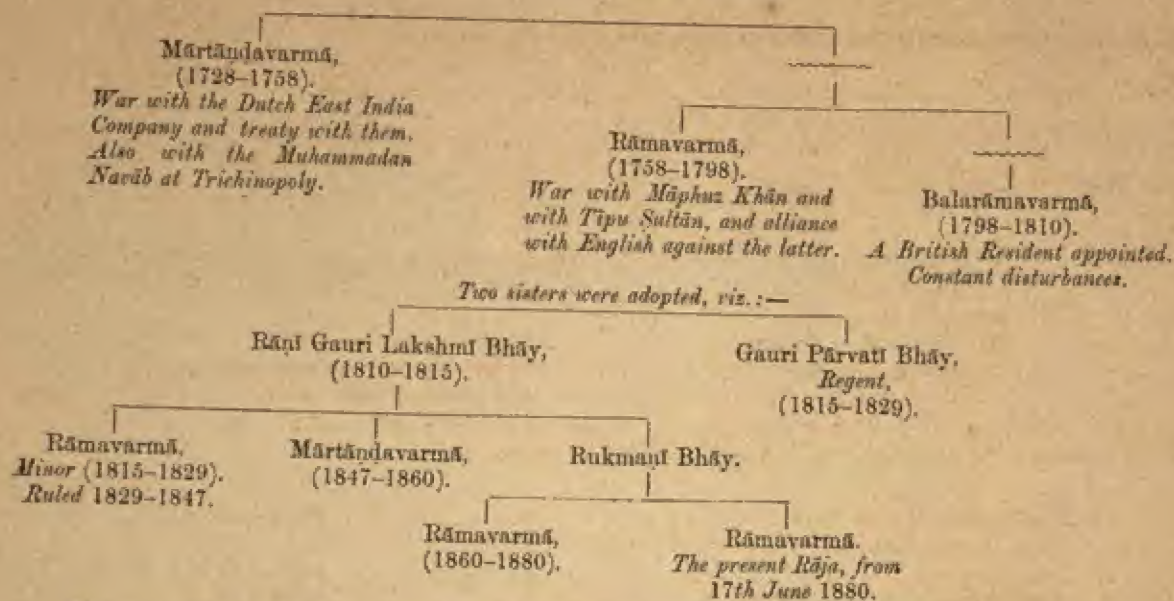 Mārtāṇḍavarmā,
(1728–1758).
War with the Dutch East India
Company and treaty with them.
Also with the Muhammadan
Navāb at Trichinopoly.
Rāmavarmā,
(1758–1798).
War with Māphuz Khān and
with Tīpu Sultān, and alliance
with English against the latter.
Balarāmavarmā,
(1798–1810).
A British Resident appointed.
Constant disturbances.
Two sisters were adopted, viz.:—
Rāṇī Gauri Lakshmī Bhāy,
(1810–1815).
Gauri Pārvatī Bhāy,
Regent,
(1815–1829).
Rāmavarmā,
Minor (1815–1829).
Ruled 1829–1847.
Mārtāṇḍavarmā,
(1847–1860).
Rukmaṇī Bhāy.
Rāmavarmā,
(1860–1880).
Rāmavarmā.
The present Rāja, from
17th June 1880.